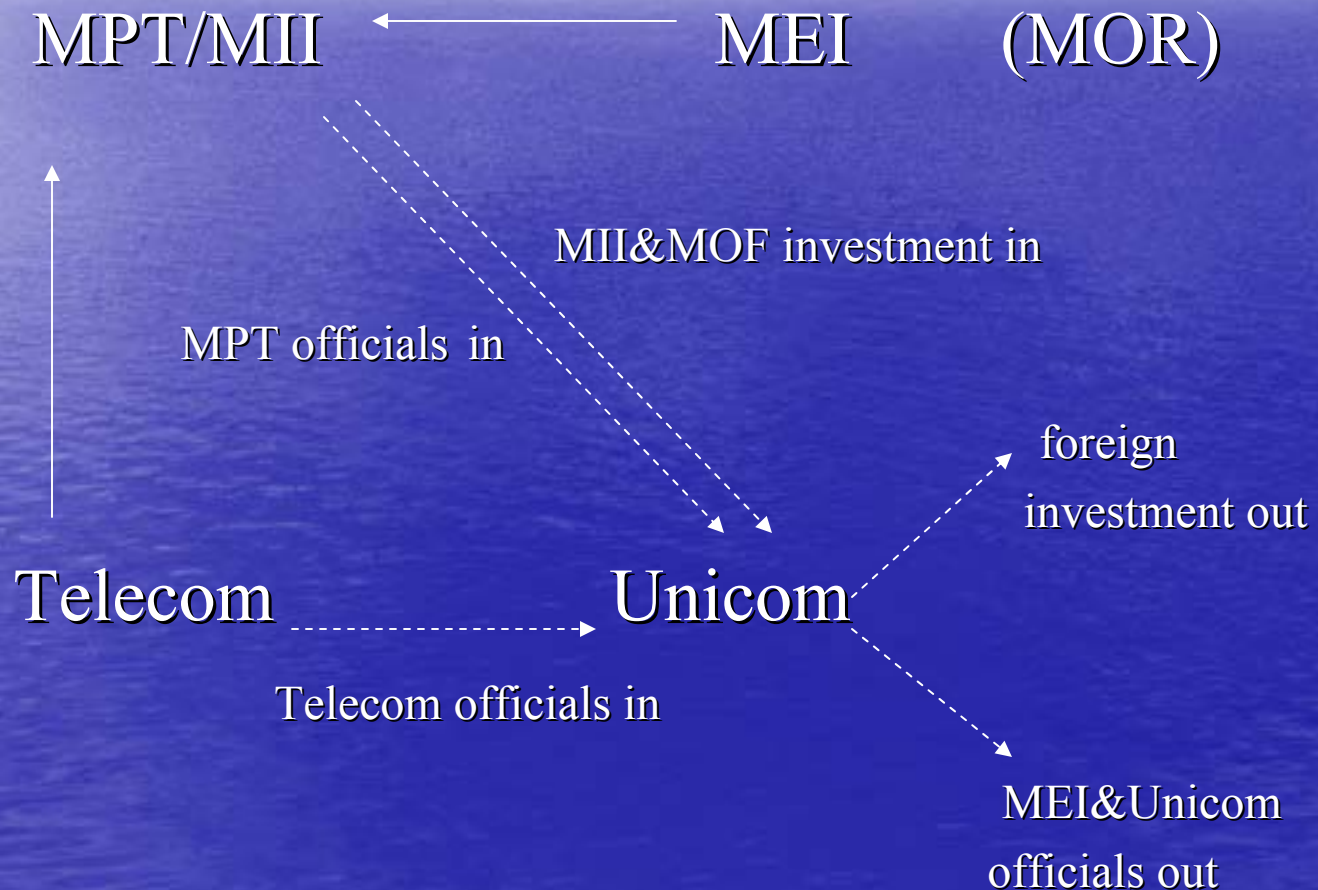 MPT/MII MEI (MOR)
MII&MOF investment in
MPT officials in
foreign
investment out
Telecom Unicom
Telecom officials in
MEI&Unicom
officials out